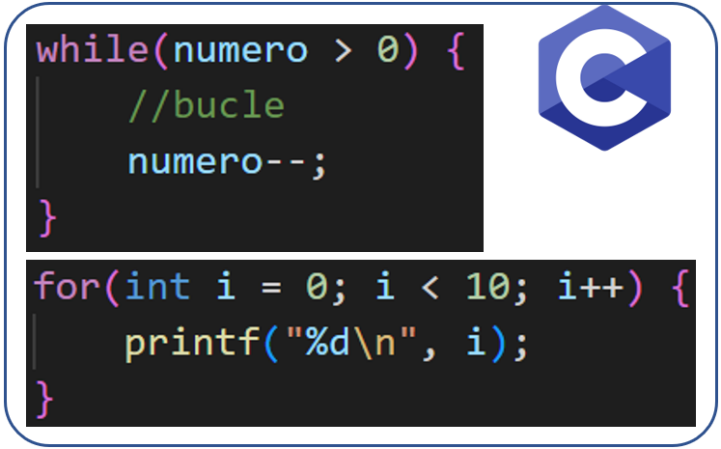 while(numero > 0) {
//bucle
numero--;
}
C
for(int i = 0; i < 10; i++) {
printf("%d\n", i);
}